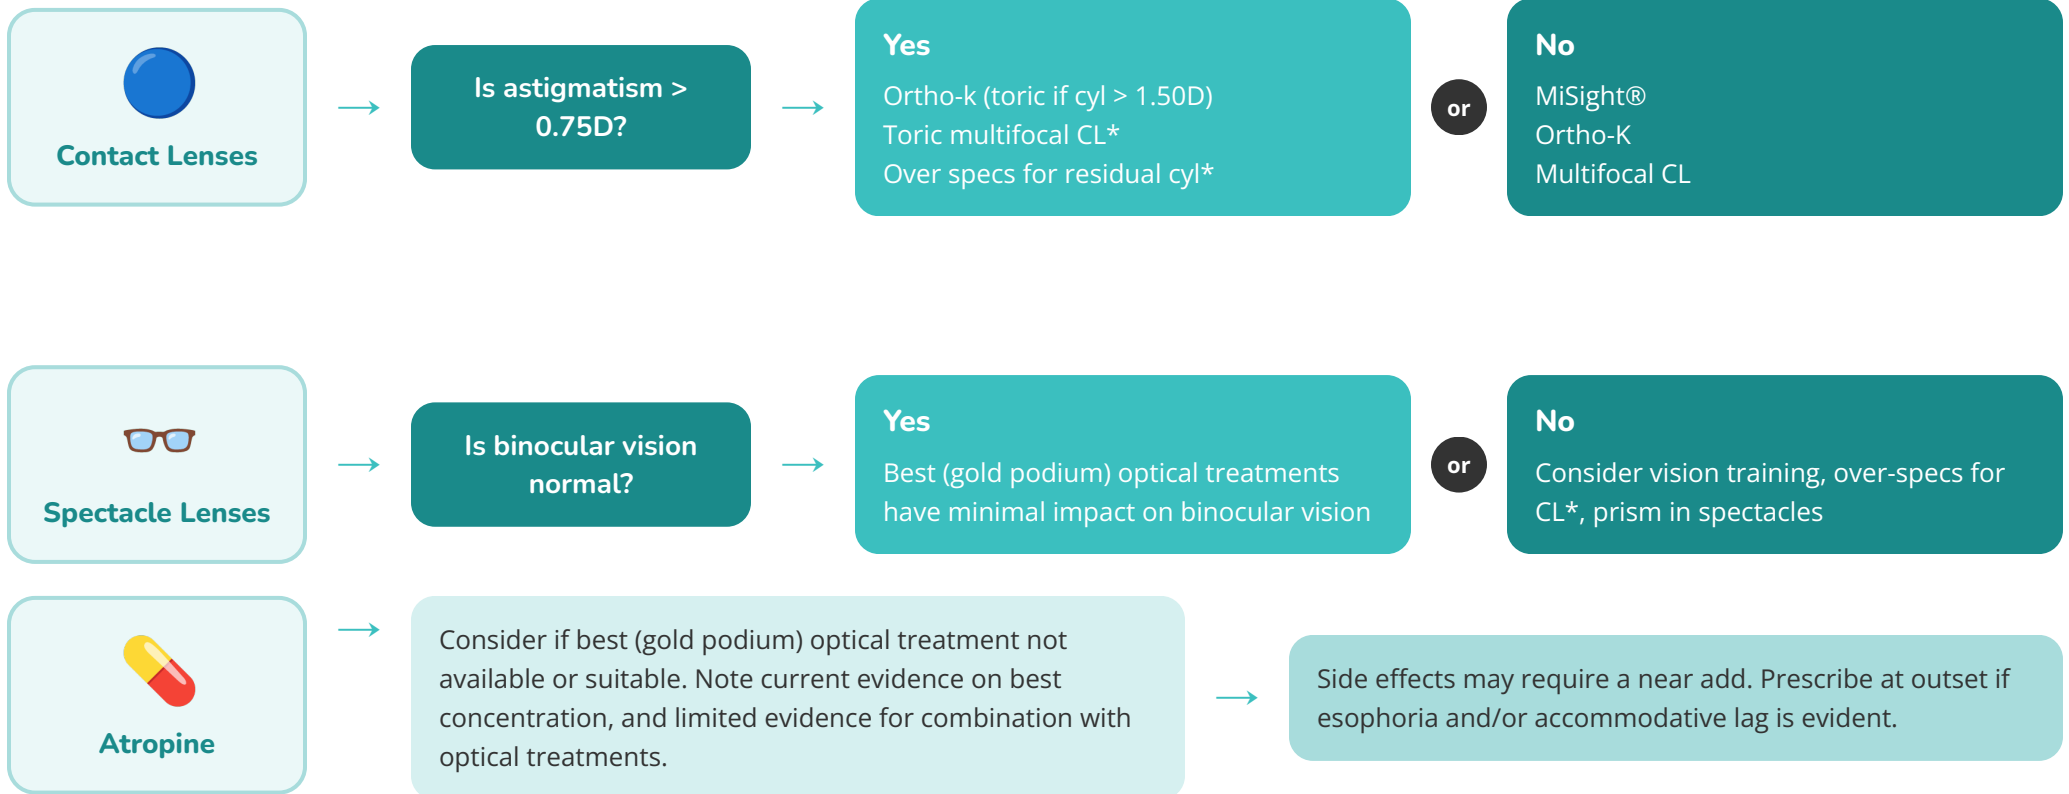 Contact Lenses
Is astigmatism >
0.75D?
Yes
Ortho-k (toric if cyl > 1.50D)
Toric multifocal CL*
Over specs for residual cyl*
or
No
MiSight®
Ortho-K
Multifocal CL
Spectacle Lenses
Is binocular vision
normal?
Yes
Best (gold podium) optical treatments
have minimal impact on binocular vision
or
No
Consider vision training, over-specs for
CL*, prism in spectacles
Atropine
Consider if best (gold podium) optical treatment not
available or suitable. Note current evidence on best
concentration, and limited evidence for combination with
optical treatments.
Side effects may require a near add. Prescribe at outset if
esophoria and/or accommodative lag is evident.